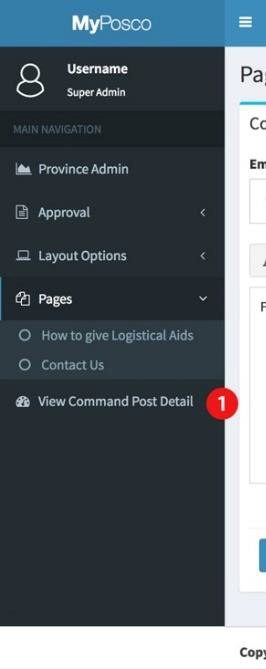 MyPosco
Username
Super Admin
MAIN NAVIGATION
Province Admin
Approval
Layout Options
Pages
How to give Logistical Aids
Contact Us
View Command Post Detail
1
Pa
Co
Em
F
Copy